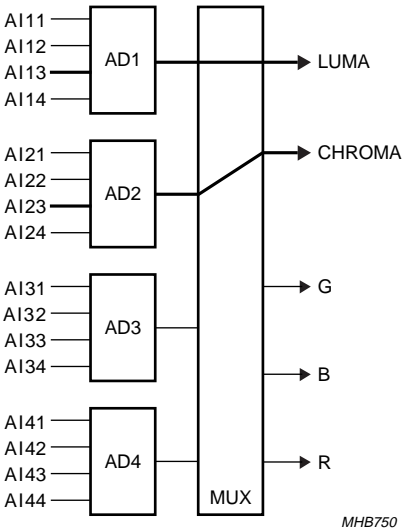 AI11
AI12
AI13
AI14
AD1
LUMA
AI21
AI22
AI23
AI24
AD2
CHROMA
AI31
AI32
AI33
AI34
AD3
G
B
AI41
AI42
AI43
AI44
AD4
R
MUX
MHB750